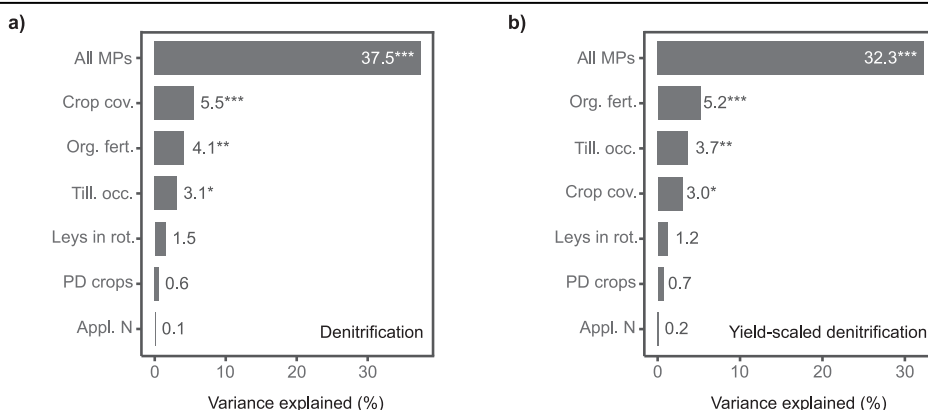 a)
All MPs
37.5***
Crop cov.
5.5***
Org. fert.
4.1**
Till. occ.
3.1*
Leys in rot.
1.5
PD crops
0.6
Appl. N
0.1
Denitrification
0 10 20 30
Variance explained (%)
b)
All MPs
32.3***
Org. fert.
5.2***
Till. occ.
3.7**
Crop cov.
3.0*
Leys in rot.
1.2
PD crops
0.7
Appl. N
0.2
Yield-scaled denitrification
0 10 20 30
Variance explained (%)